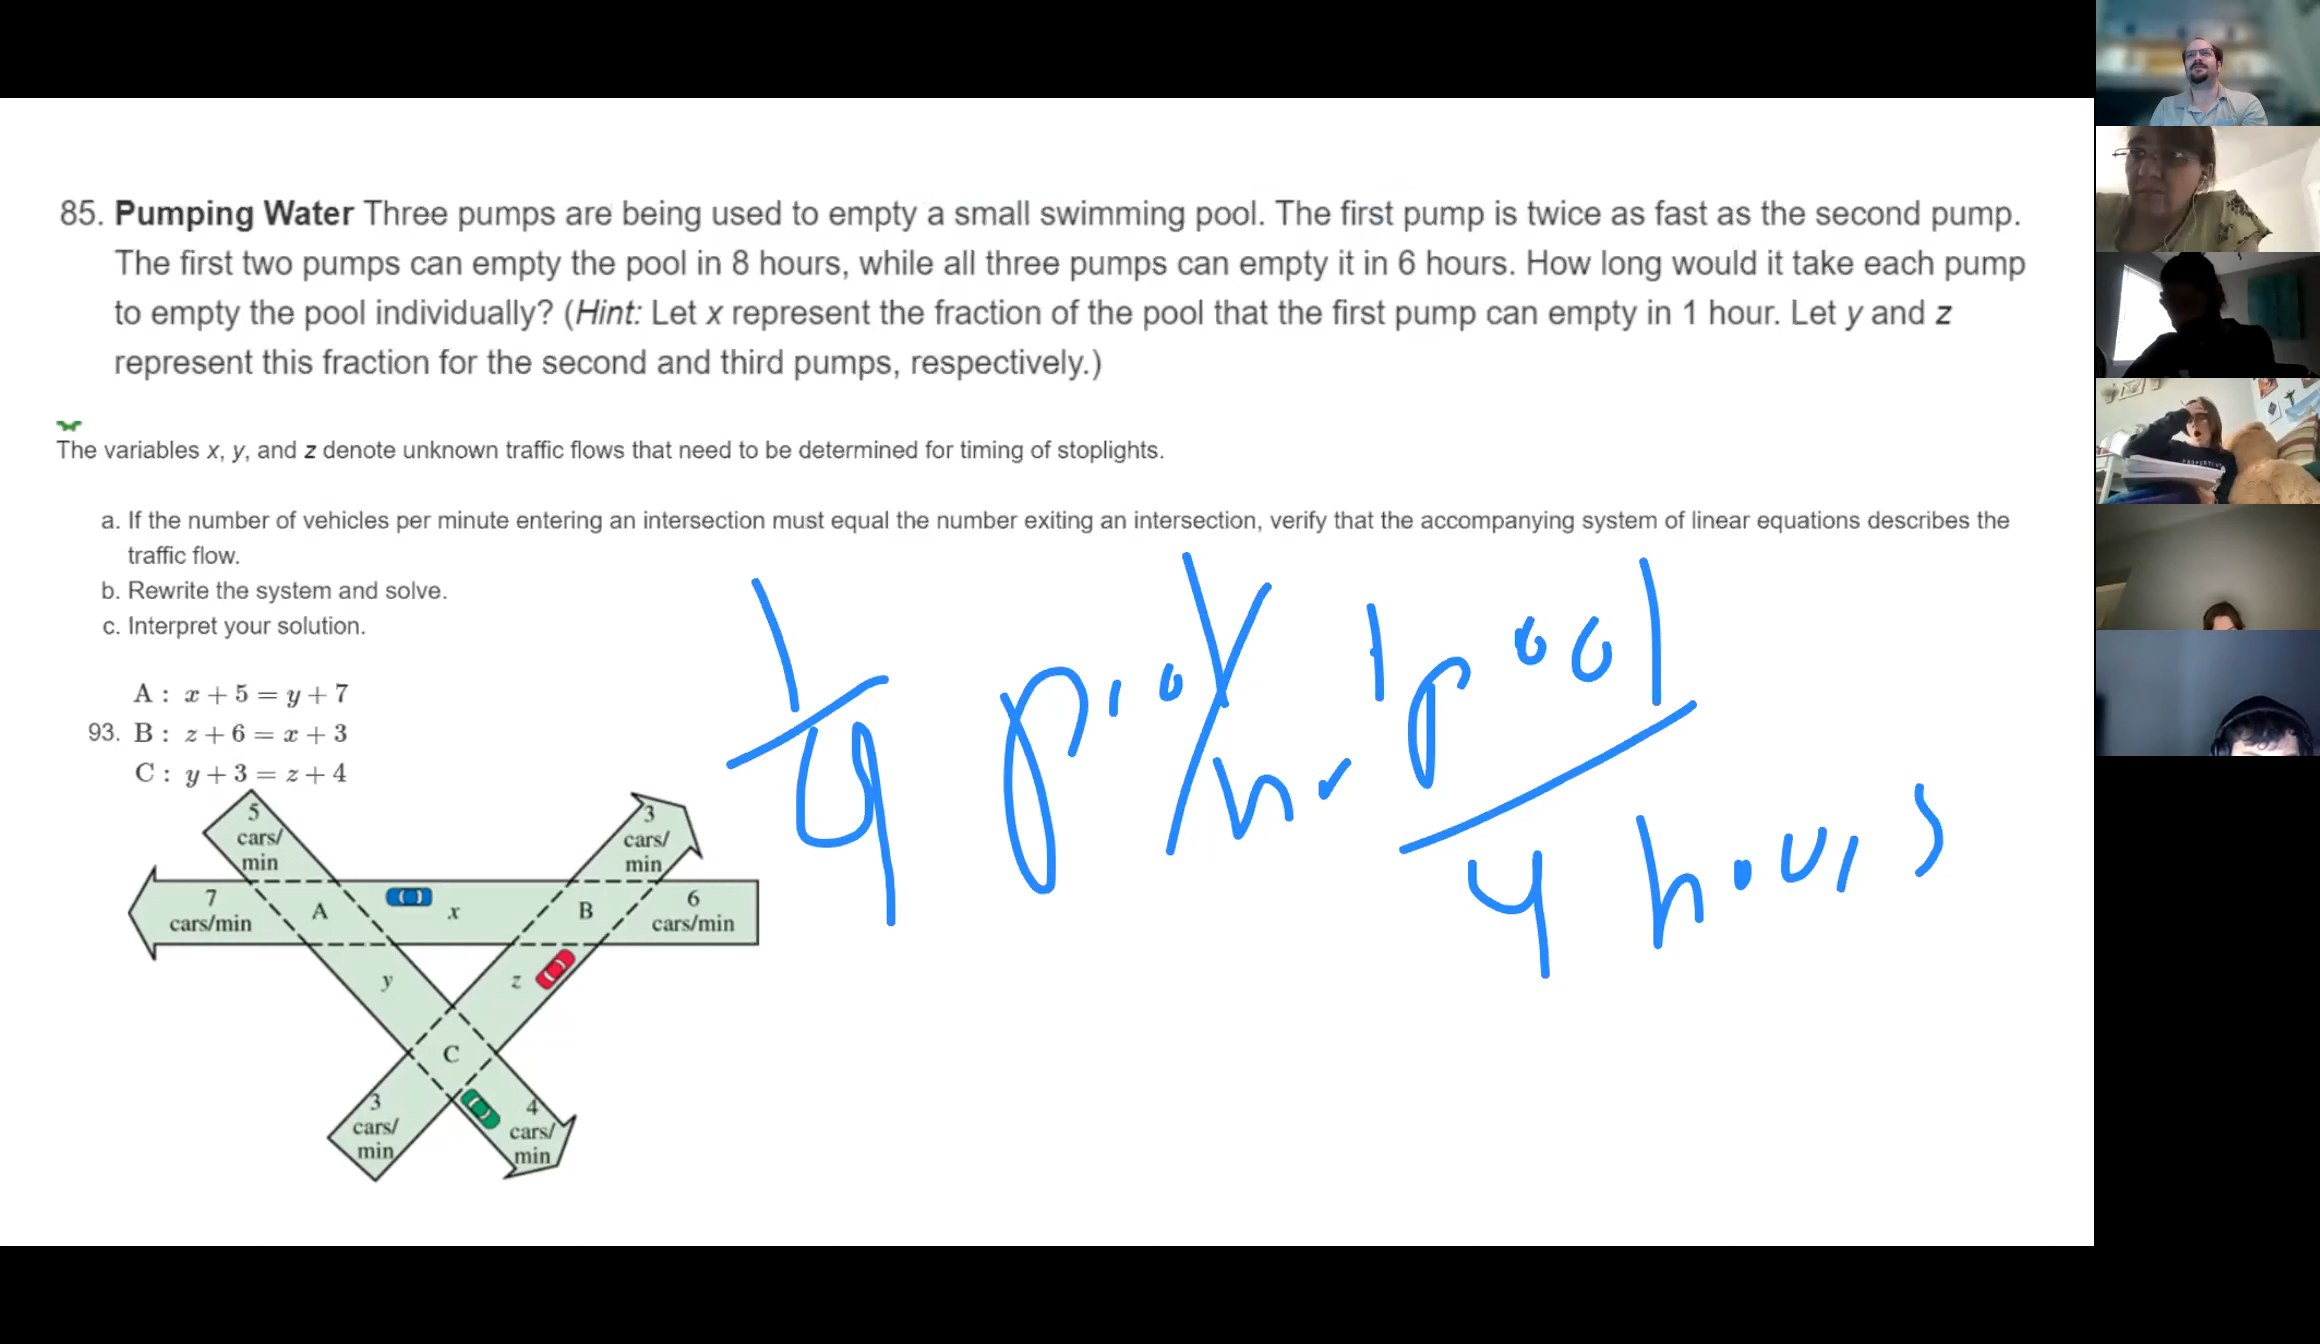 85. Pumping Water Three pumps are being used to empty a small swimming pool. The first pump is twice as fast as the second pump.
The first two pumps can empty the pool in 8 hours, while all three pumps can empty it in 6 hours. How long would it take each pump
to empty the pool individually? (Hint: Let x represent the fraction of the pool that the first pump can empty in 1 hour. Let y and z
represent this fraction for the second and third pumps, respectively.)
The variables x, y, and z denote unknown traffic flows that need to be determined for timing of stoplights.
a. If the number of vehicles per minute entering an intersection must equal the number exiting an intersection, verify that the accompanying system of linear equations describes the
traffic flow.
b. Rewrite the system and solve.
c. Interpret your solution.
A : x + 5 = y + 7
93. B : z + 6 = x + 3
C : y + 3 = z + 4
5
cars/
min
3
cars/
min
7
cars/min
A
x
B
6
cars/min
y
z
C
3
cars/
min
4
cars/
min
1
4
hr
1 pool
4 hours